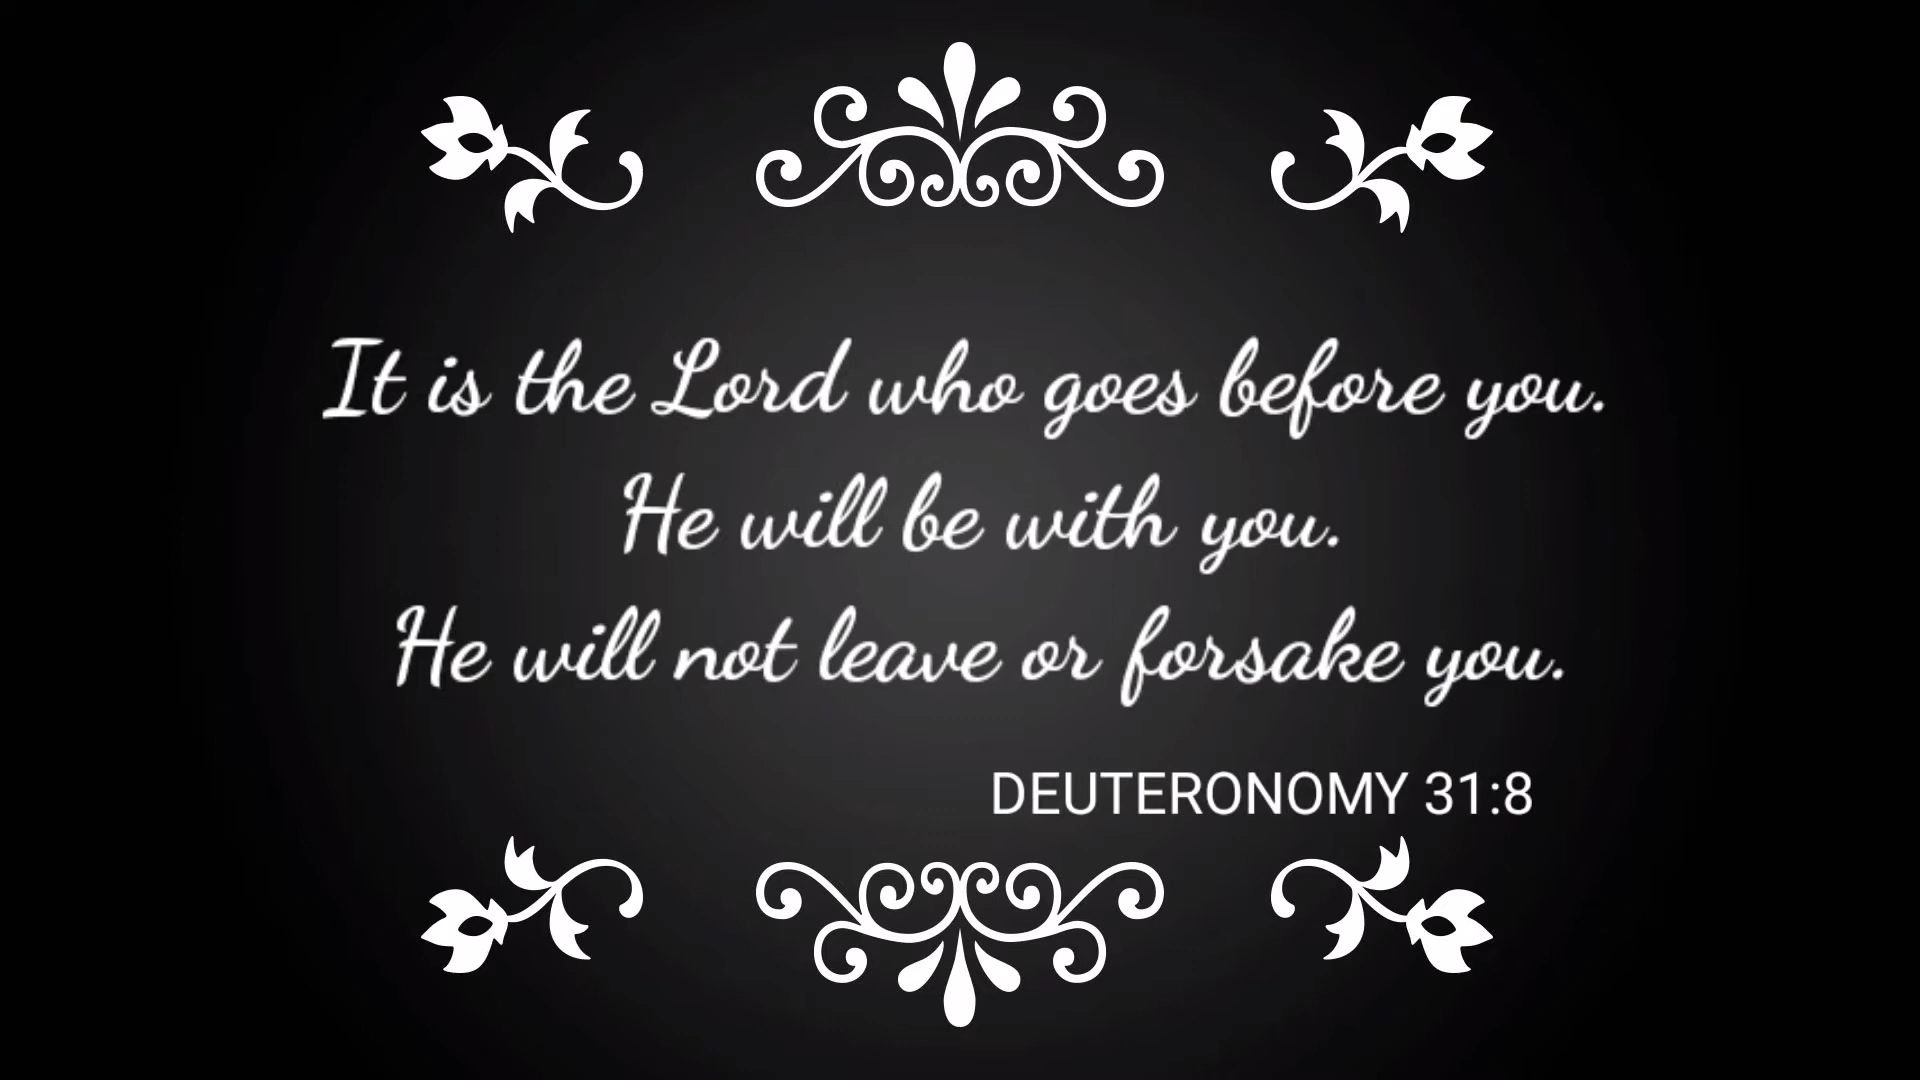 It is the Lord who goes before you.
He will be with you.
He will not leave or forsake you.
DEUTERONOMY 31:8